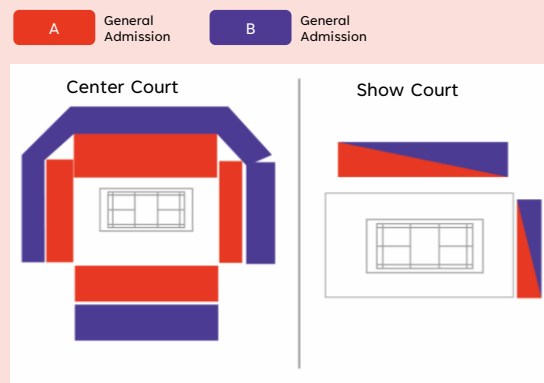 A
General
Admission
B
General
Admission
Center Court
Show Court